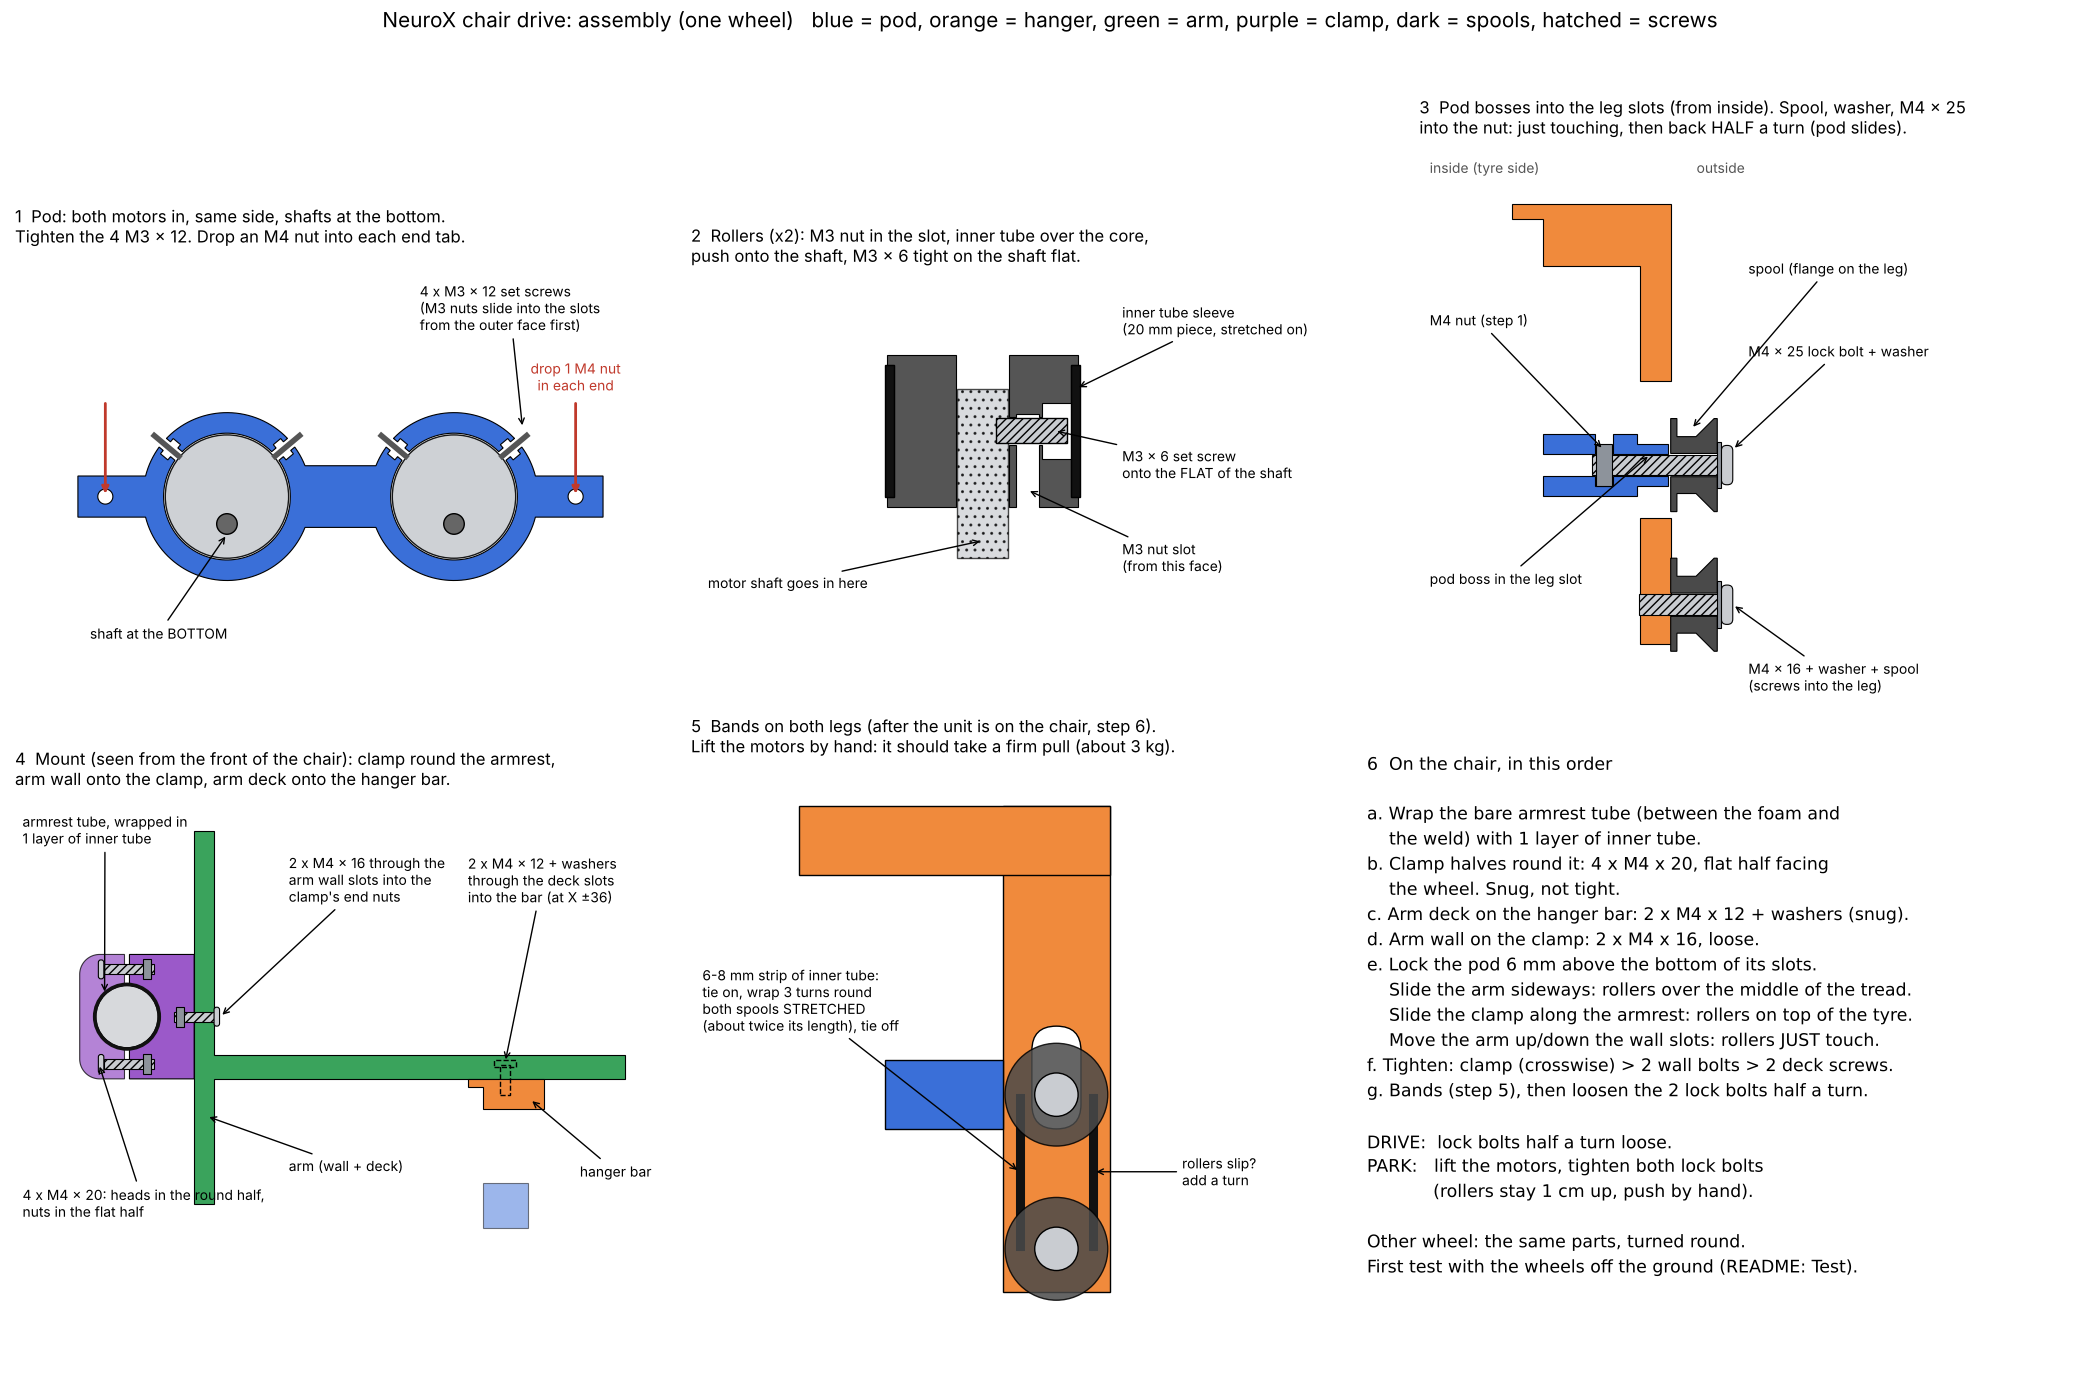 NeuroX chair drive: assembly (one wheel)   blue = pod, orange = hanger, green = arm, purple = clamp, dark = spools, hatched = screws
1  Pod: both motors in, same side, shafts at the bottom.
Tighten the 4 M3 × 12. Drop an M4 nut into each end tab.
4 x M3 × 12 set screws
(M3 nuts slide into the slots
from the outer face first)
drop 1 M4 nut
in each end
shaft at the BOTTOM
2  Rollers (x2): M3 nut in the slot, inner tube over the core,
push onto the shaft, M3 × 6 tight on the shaft flat.
inner tube sleeve
(20 mm piece, stretched on)
M3 × 6 set screw
onto the FLAT of the shaft
M3 nut slot
(from this face)
motor shaft goes in here
3  Pod bosses into the leg slots (from inside). Spool, washer, M4 × 25
into the nut: just touching, then back HALF a turn (pod slides).
inside (tyre side)
outside
spool (flange on the leg)
M4 nut (step 1)
M4 × 25 lock bolt + washer
pod boss in the leg slot
M4 × 16 + washer + spool
(screws into the leg)
4  Mount (seen from the front of the chair): clamp round the armrest,
arm wall onto the clamp, arm deck onto the hanger bar.
armrest tube, wrapped in
1 layer of inner tube
2 x M4 × 16 through the
arm wall slots into the
clamp's end nuts
2 x M4 × 12 + washers
through the deck slots
into the bar (at X ±36)
arm (wall + deck)
hanger bar
4 x M4 × 20: heads in the round half,
nuts in the flat half
5  Bands on both legs (after the unit is on the chair, step 6).
Lift the motors by hand: it should take a firm pull (about 3 kg).
6-8 mm strip of inner tube:
tie on, wrap 3 turns round
both spools STRETCHED
(about twice its length), tie off
rollers slip?
add a turn
6  On the chair, in this order
a. Wrap the bare armrest tube (between the foam and
the weld) with 1 layer of inner tube.
b. Clamp halves round it: 4 x M4 x 20, flat half facing
the wheel. Snug, not tight.
c. Arm deck on the hanger bar: 2 x M4 x 12 + washers (snug).
d. Arm wall on the clamp: 2 x M4 x 16, loose.
e. Lock the pod 6 mm above the bottom of its slots.
Slide the arm sideways: rollers over the middle of the tread.
Slide the clamp along the armrest: rollers on top of the tyre.
Move the arm up/down the wall slots: rollers JUST touch.
f. Tighten: clamp (crosswise) > 2 wall bolts > 2 deck screws.
g. Bands (step 5), then loosen the 2 lock bolts half a turn.
DRIVE:  lock bolts half a turn loose.
PARK:   lift the motors, tighten both lock bolts
(rollers stay 1 cm up, push by hand).
Other wheel: the same parts, turned round.
First test with the wheels off the ground (README: Test).